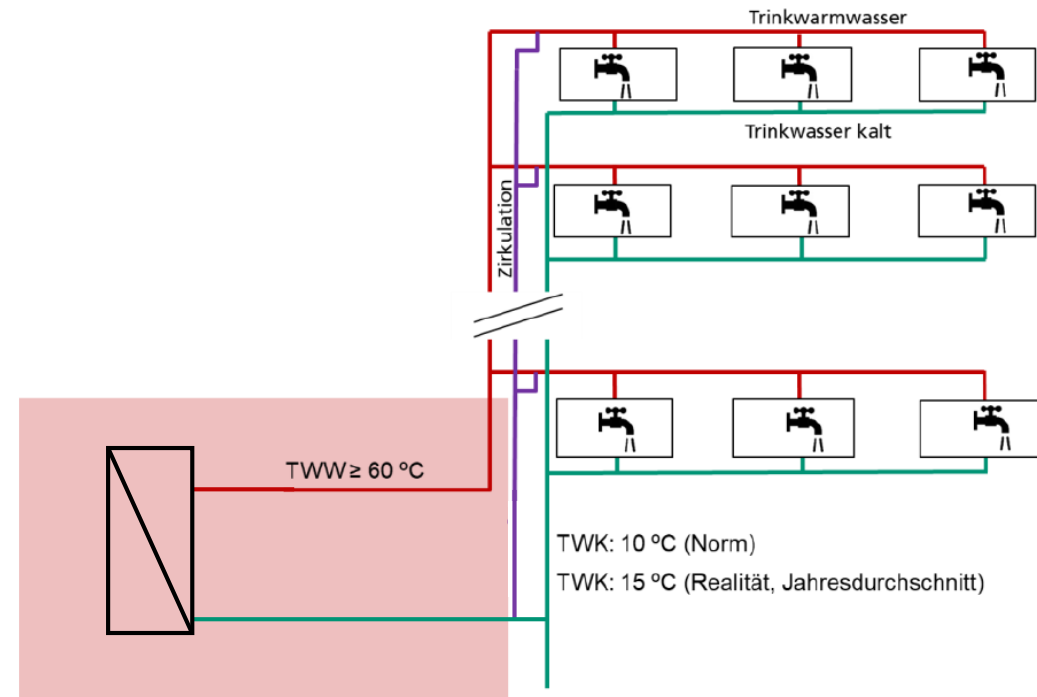 Trinkwarmwasser
Trinkwasser kalt
Zirkulation
TWW ≥ 60 ºC
TWK: 10 ºC (Norm)
TWK: 15 ºC (Realität, Jahresdurchschnitt)